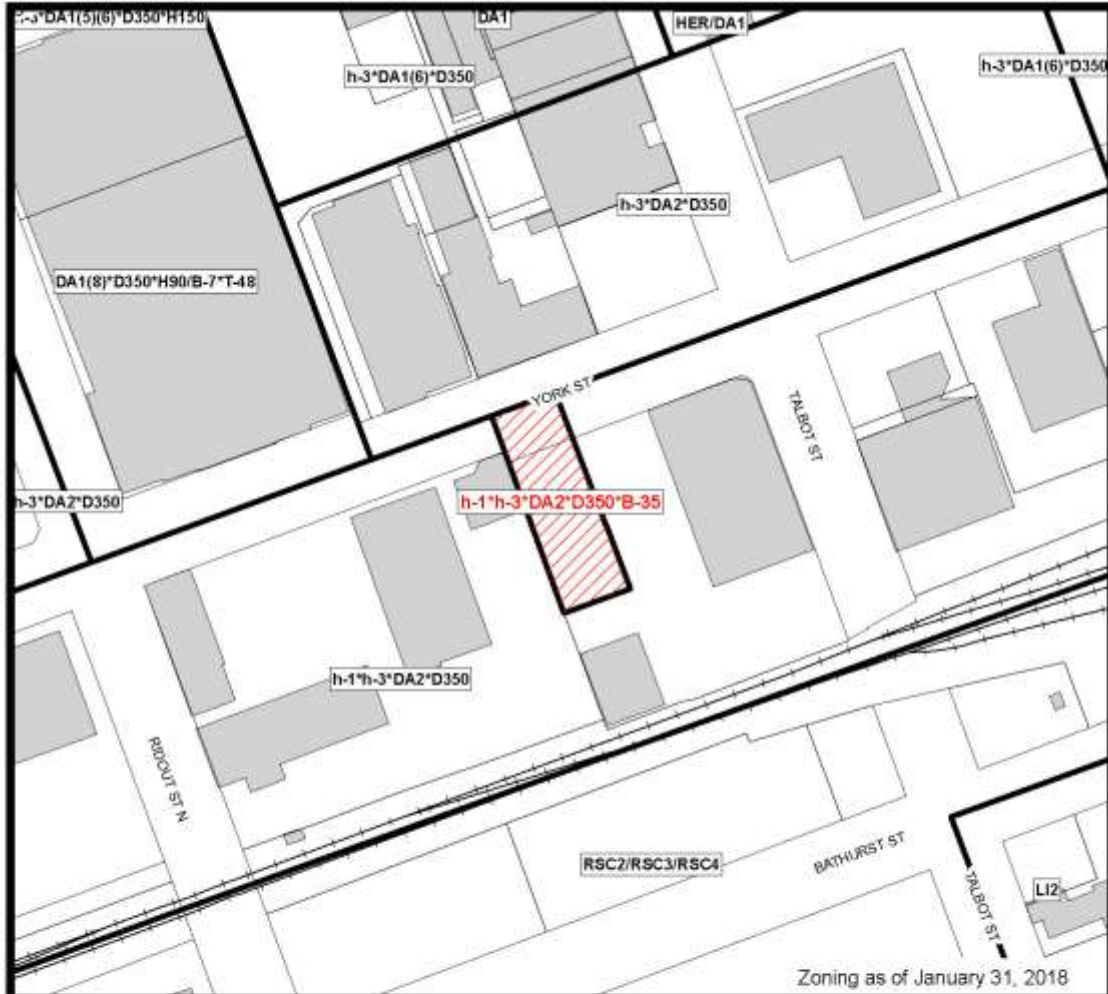 DA1(5)(6)*D350*H150
DA1
HER/DA1
h-3*DA1(6)*D350
h-3*DA1(6)*D350
h-3*DA2*D350
DA1(8)*D350*H90/B-7*T-48
YORK ST
TALBOT ST
h-3*DA2*D350
h-1*h-3*DA2*D350*B-35
h-1*h-3*DA2*D350
RIDOUT ST N
RSC2/RSC3/RSC4
BATHURST ST
TALBOT ST
LI2
Zoning as of January 31, 2018